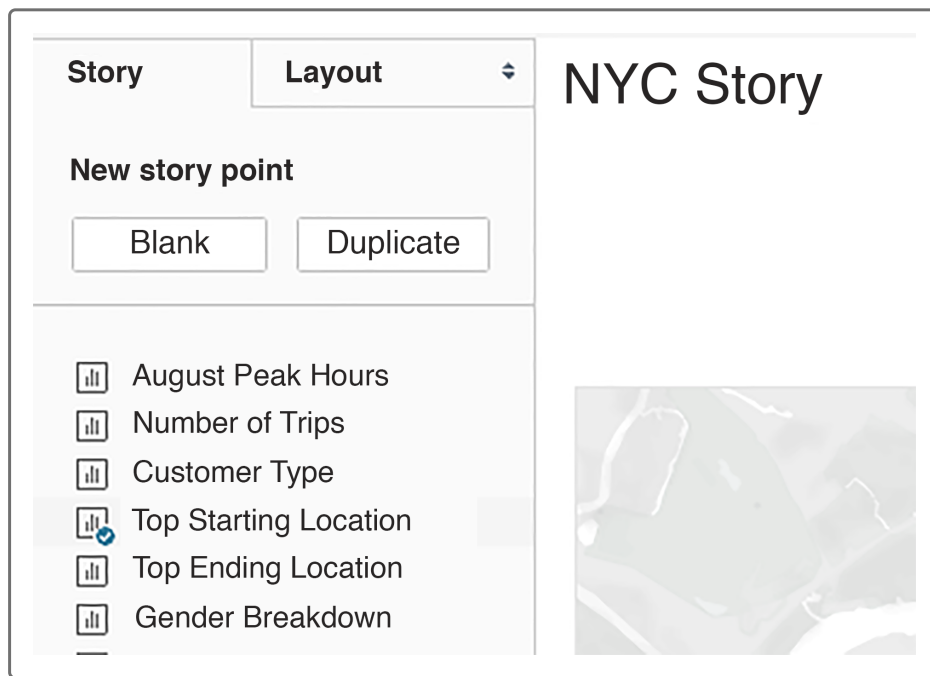 Story
Layout
NYC Story
New story point
Blank
Duplicate
August Peak Hours
Number of Trips
Customer Type
Top Starting Location
Top Ending Location
Gender Breakdown